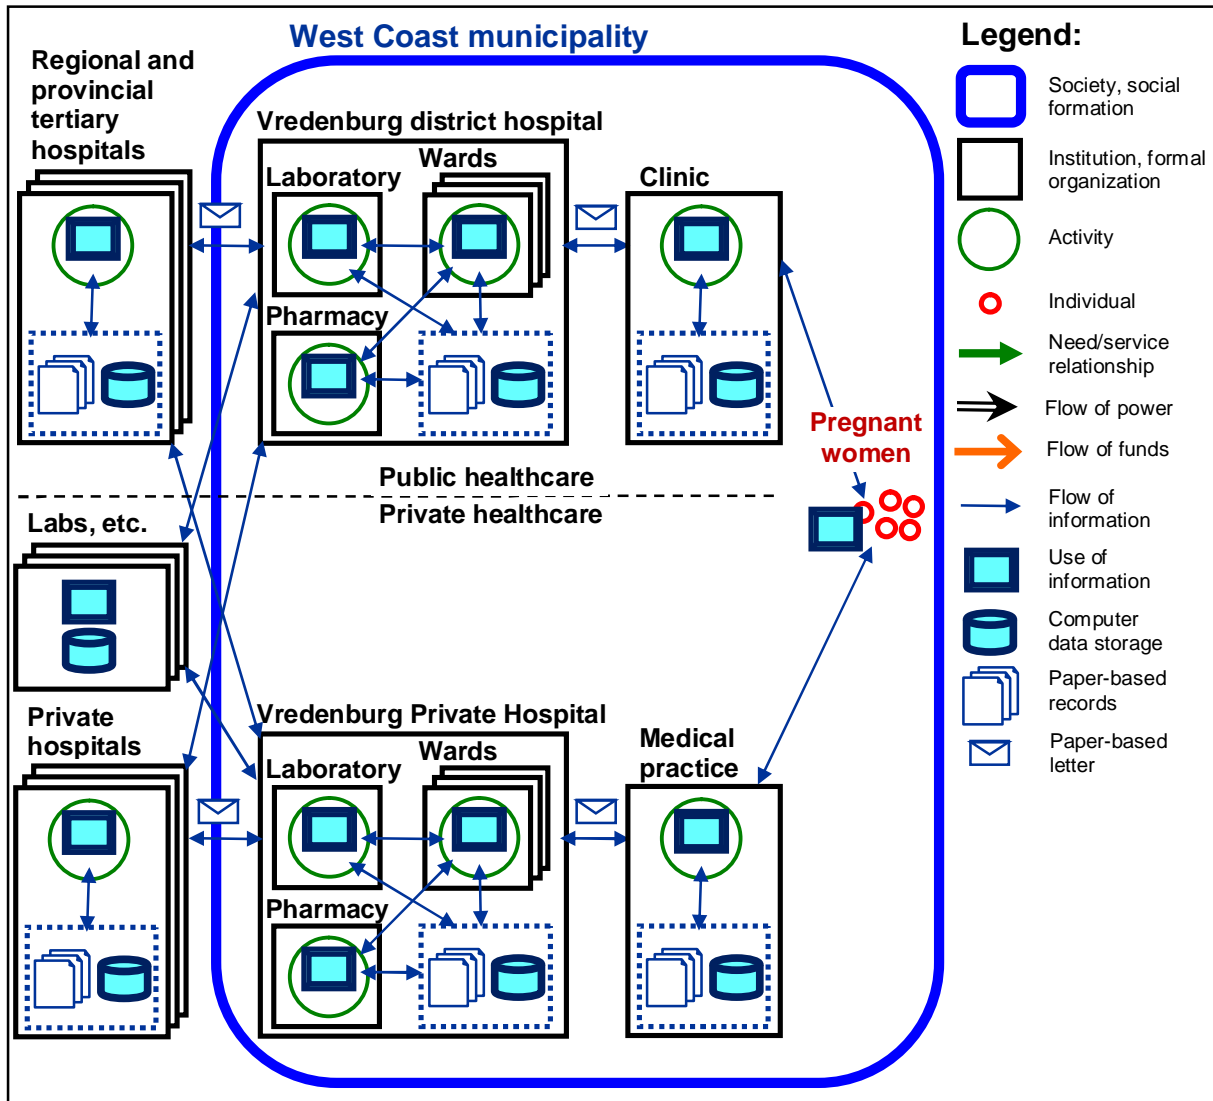 West Coast municipality
Regional and
provincial
tertiary
hospitals
Vredenburg district hospital
Laboratory
Wards
Pharmacy
Clinic
Pregnant
women
Public healthcare
Private healthcare
Labs, etc.
Private
hospitals
Vredenburg Private Hospital
Laboratory
Wards
Pharmacy
Medical
practice
Legend:
Society, social
formation
Institution, formal
organization
Activity
Individual
Need/service
relationship
Flow of power
Flow of funds
Flow of
information
Use of
information
Computer
data storage
Paper-based
records
Paper-based
letter